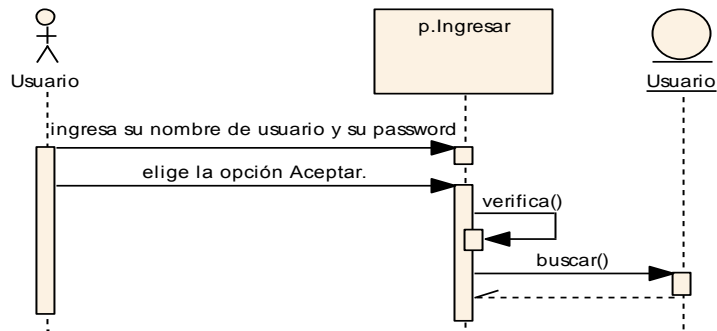 p.Ingresar
Usuario
Usuario
ingresa su nombre de usuario y su password
elige la opción Aceptar.
verifica()
buscar()